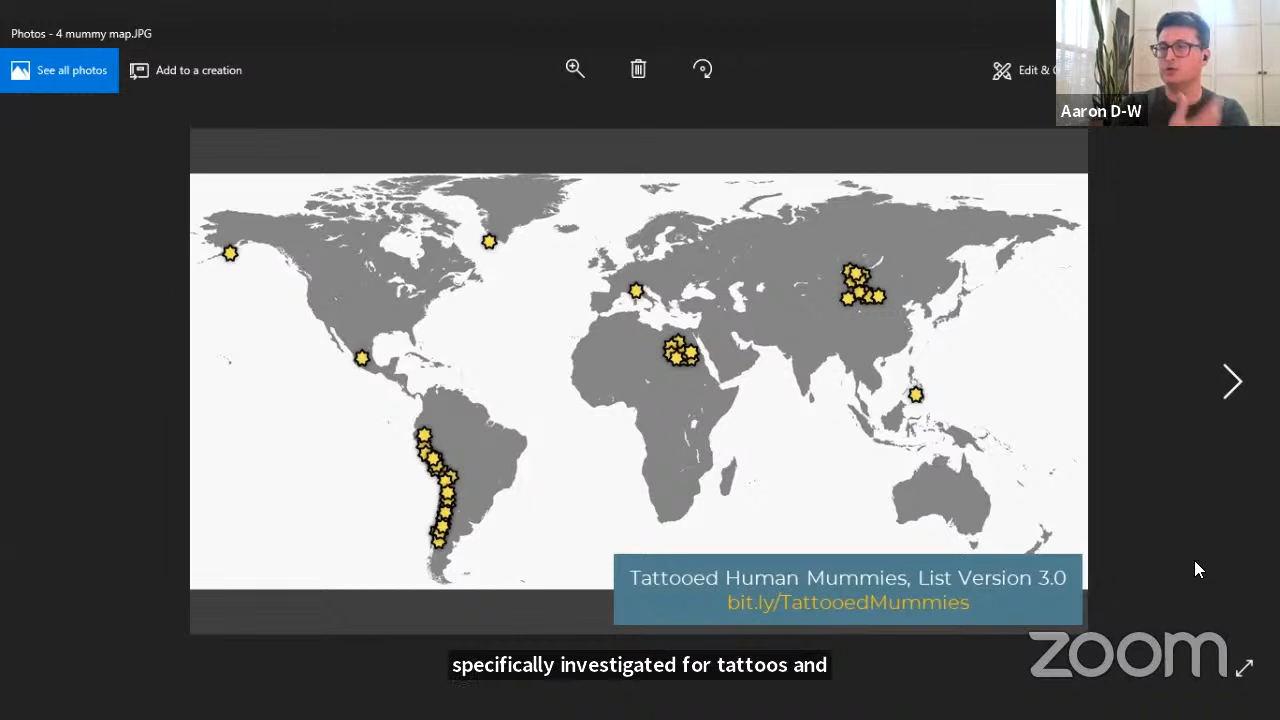 Photos - 4 mummy map.JPG
See all photos
Add to a creation
Edit &
Aaron D-W
Tattooed Human Mummies, List Version 3.0
bit.ly/TattooedMummies
specifically investigated for tattoos and
zoom